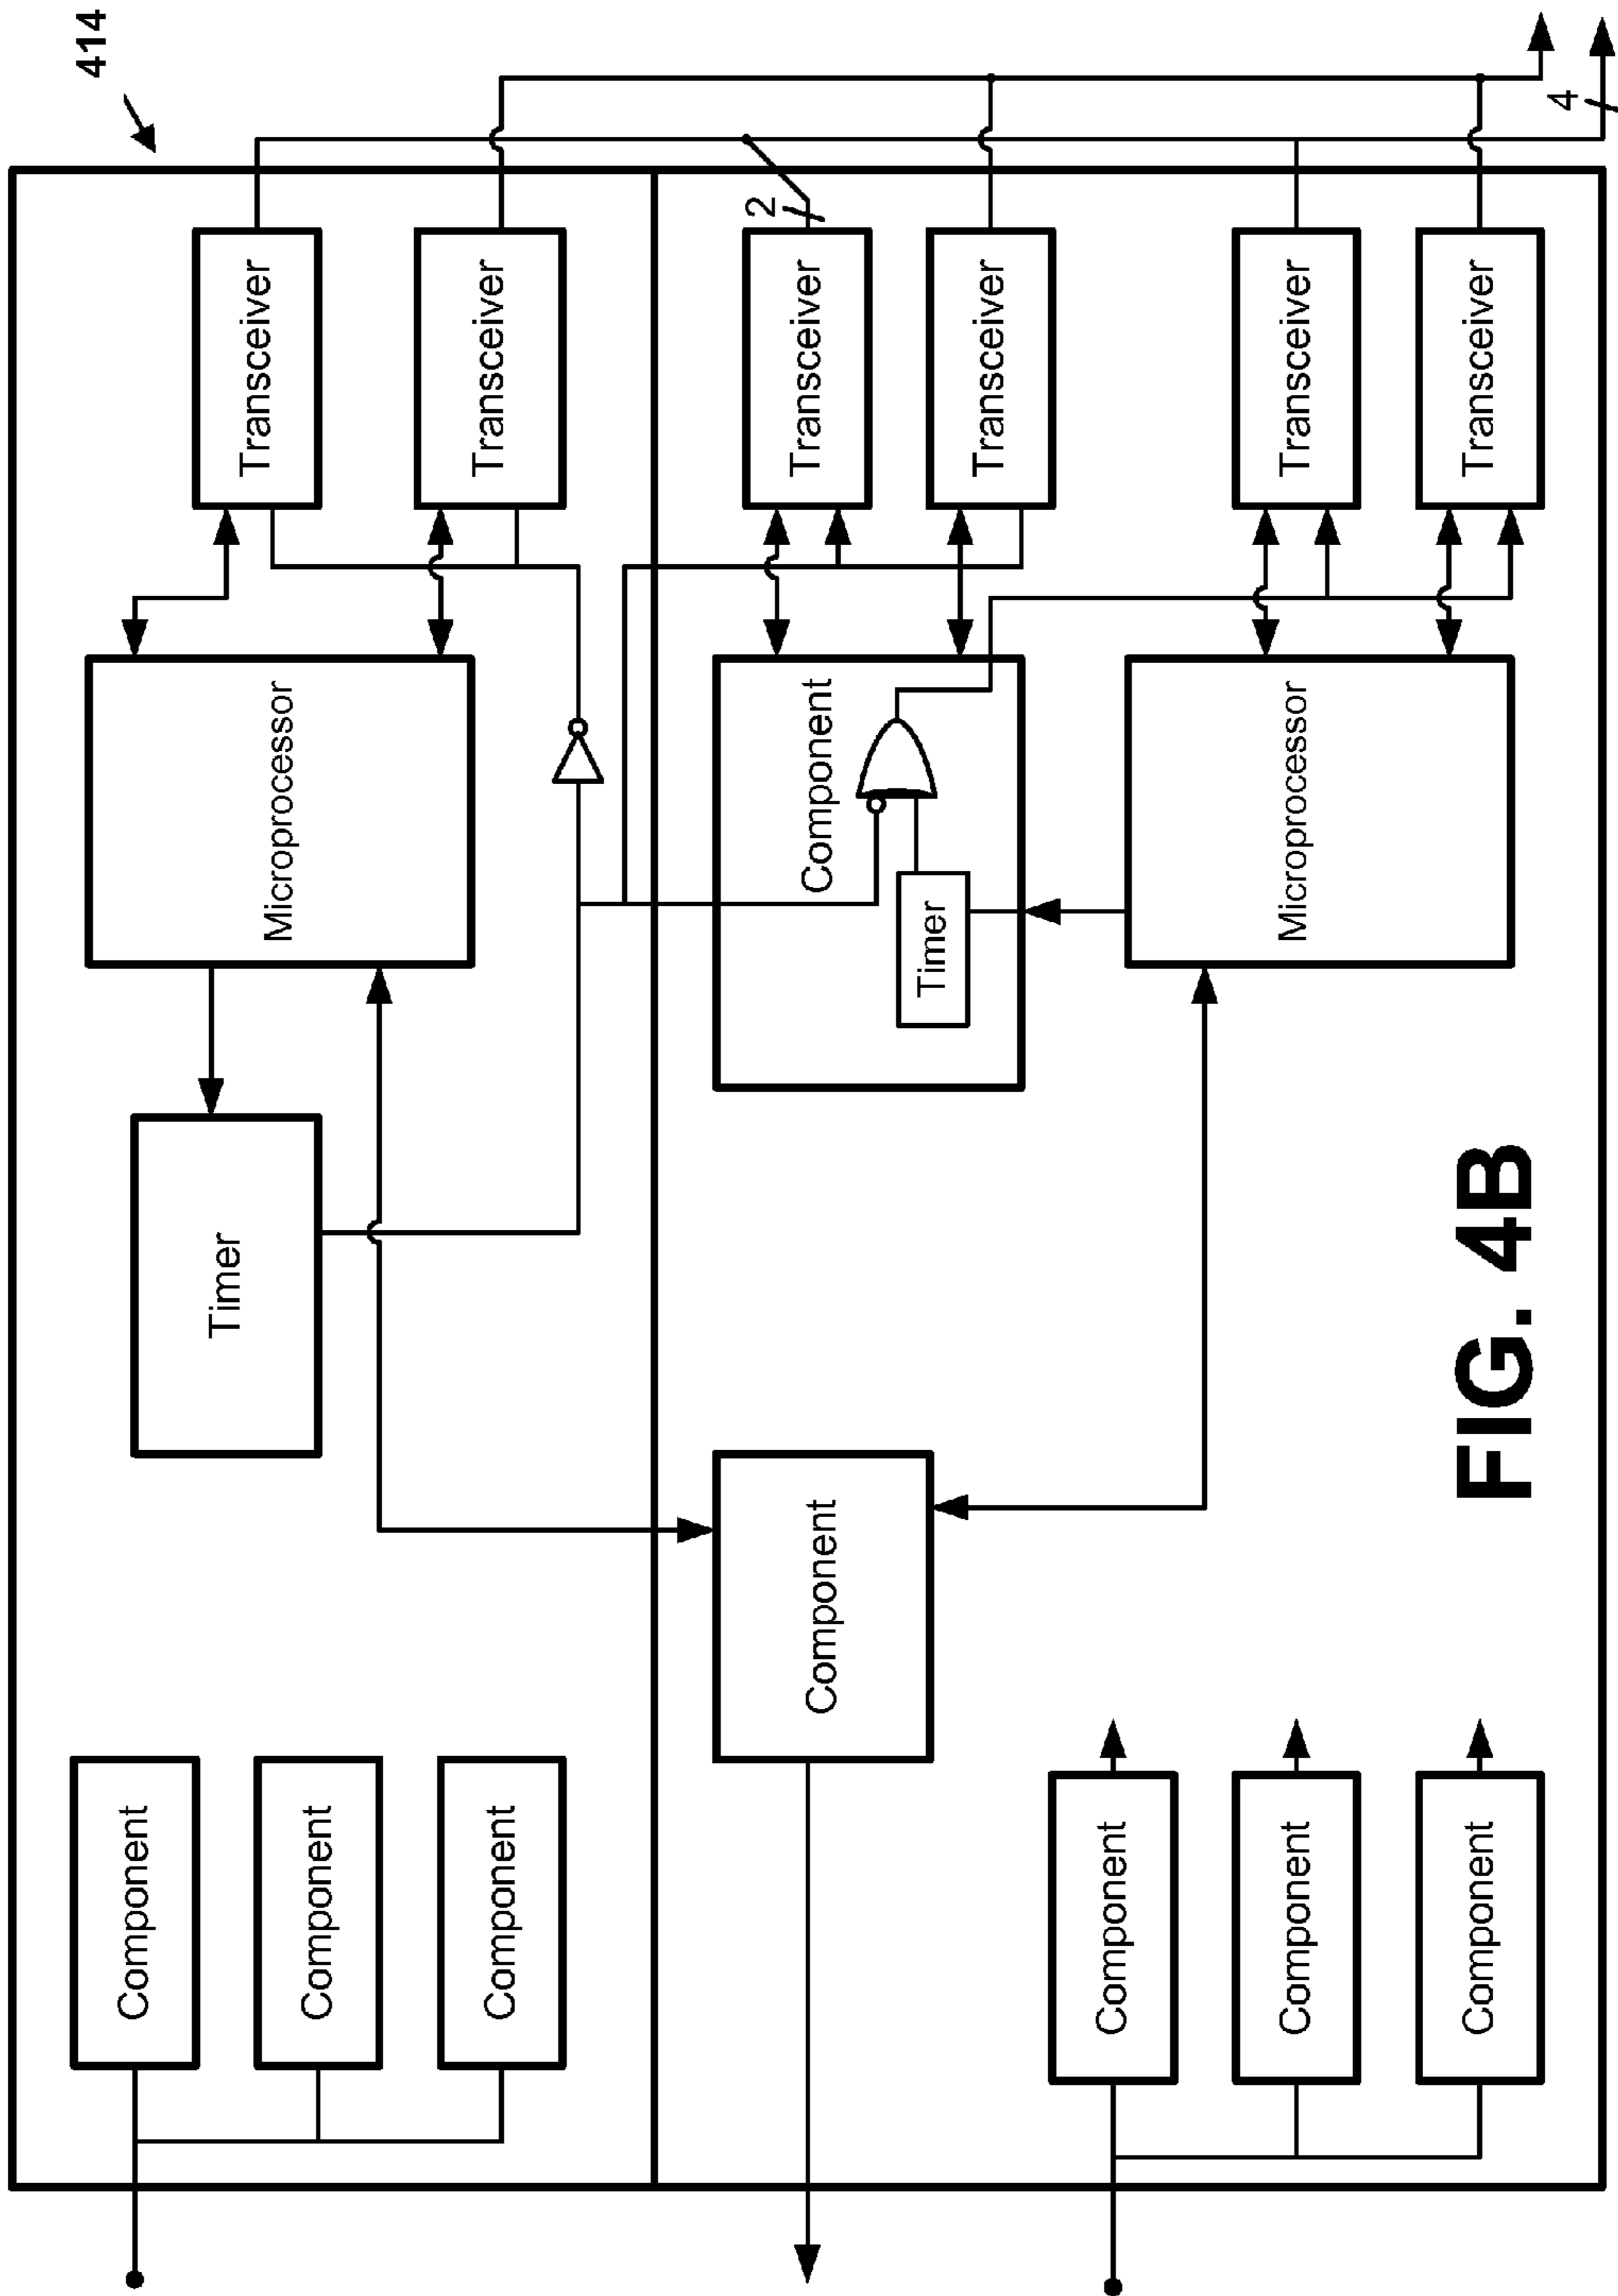 414
Transceiver
Transceiver
Transceiver
Transceiver
Transceiver
Transceiver
2
4
Microprocessor
Component
Timer
Microprocessor
Timer
Component
Component
Component
Component
Component
Component
Component
FIG. 4B